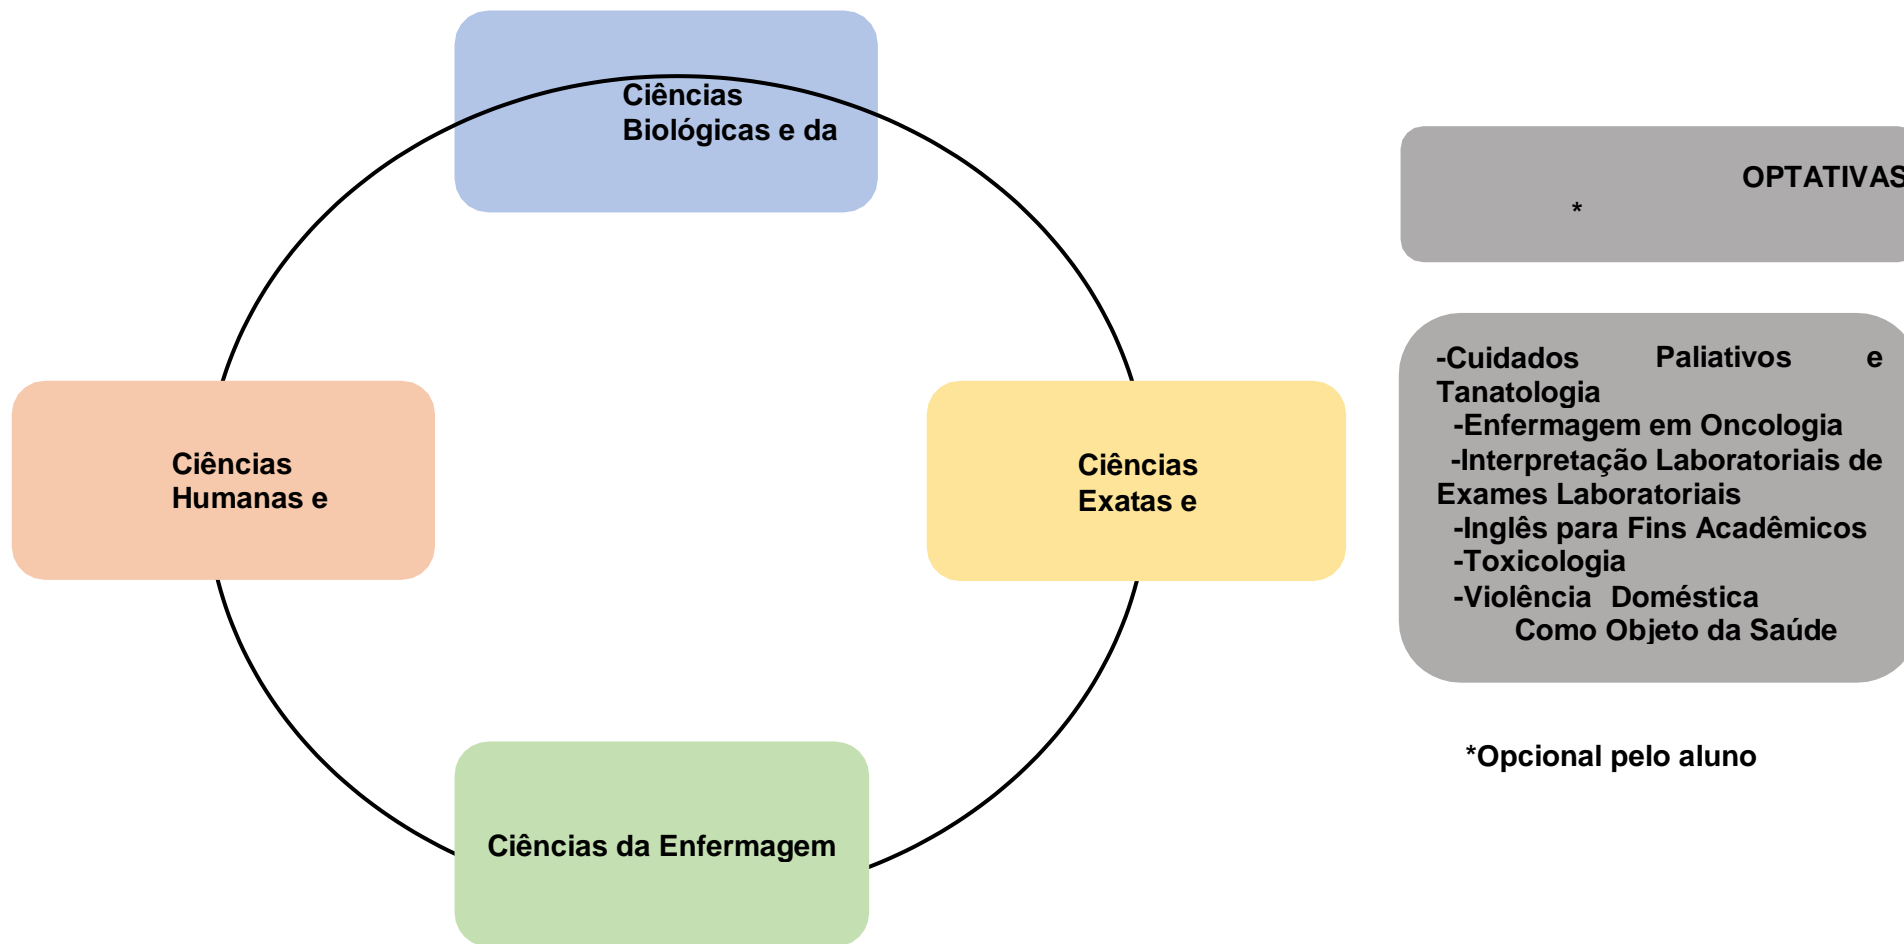 Ciências
Biológicas e da
Ciências
Humanas e
Ciências
Exatas e
Ciências da Enfermagem
OPTATIVAS
*
-Cuidados Paliativos e
Tanatologia
-Enfermagem em Oncologia
-Interpretação Laboratoriais de
Exames Laboratoriais
-Inglês para Fins Acadêmicos
-Toxicologia
-Violência Doméstica
Como Objeto da Saúde
*Opcional pelo aluno